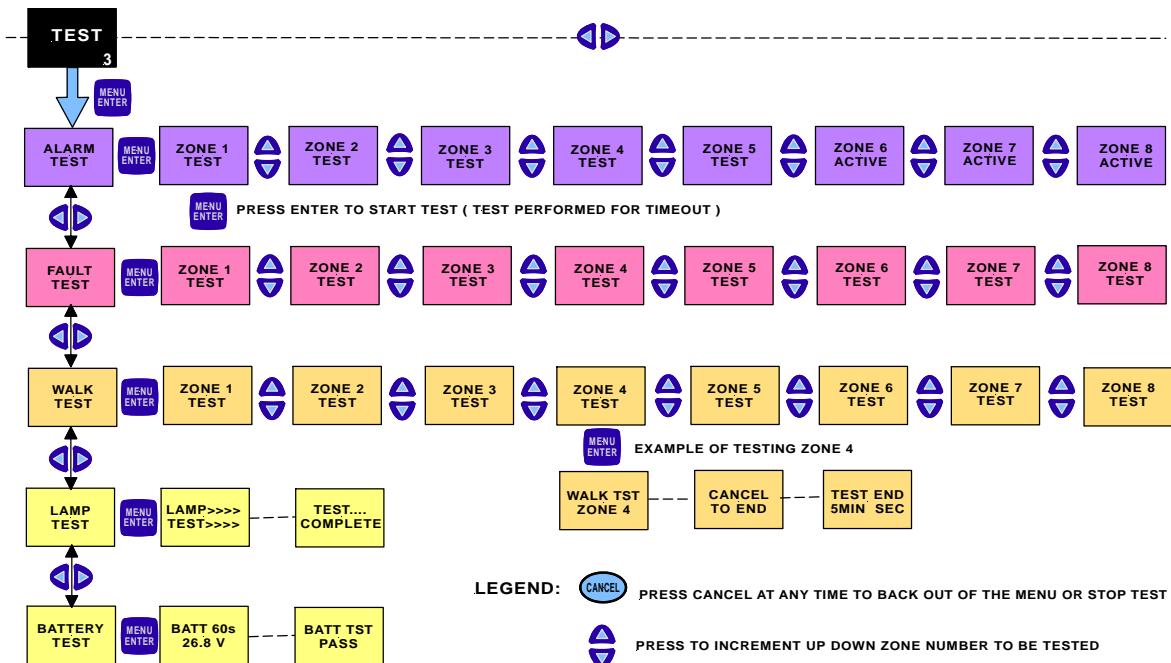 TEST
3
MENU
ENTER
ALARM
TEST
MENU
ENTER
ZONE 1
TEST
ZONE 2
TEST
ZONE 3
TEST
ZONE 4
TEST
ZONE 5
TEST
ZONE 6
ACTIVE
ZONE 7
ACTIVE
ZONE 8
ACTIVE
MENU
ENTER
PRESS ENTER TO START TEST ( TEST PERFORMED FOR TIMEOUT )
FAULT
TEST
MENU
ENTER
ZONE 1
TEST
ZONE 2
TEST
ZONE 3
TEST
ZONE 4
TEST
ZONE 5
TEST
ZONE 6
TEST
ZONE 7
TEST
ZONE 8
TEST
WALK
TEST
MENU
ENTER
ZONE 1
TEST
ZONE 2
TEST
ZONE 3
TEST
ZONE 4
TEST
ZONE 5
TEST
ZONE 6
TEST
ZONE 7
TEST
ZONE 8
TEST
MENU
ENTER
EXAMPLE OF TESTING ZONE 4
WALK TST
ZONE 4
CANCEL
TO END
TEST END
5MIN SEC
LAMP
TEST
MENU
ENTER
LAMP>>>>
TEST>>>>
TEST....
COMPLETE
LEGEND:
CANCEL
PRESS CANCEL AT ANY TIME TO BACK OUT OF THE MENU OR STOP TEST
BATTERY
TEST
MENU
ENTER
BATT 60s
26.8 V
BATT TST
PASS
PRESS TO INCREMENT UP DOWN ZONE NUMBER TO BE TESTED